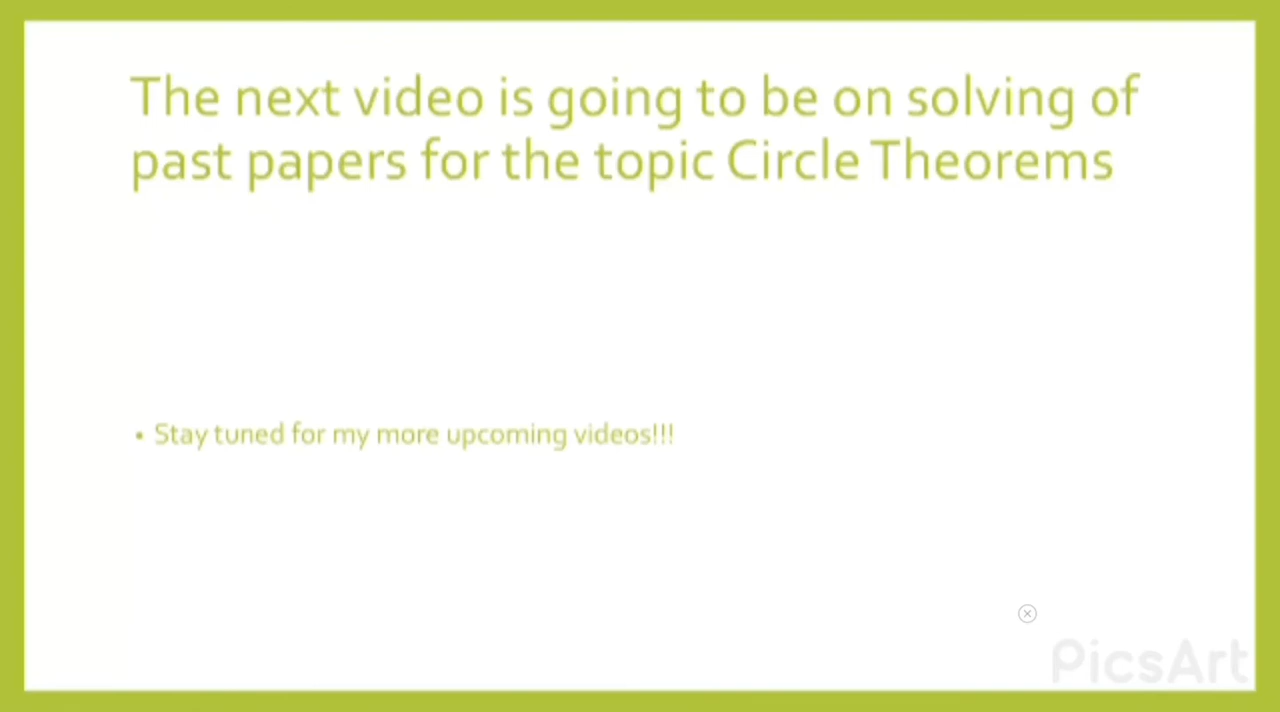 The next video is going to be on solving of
past papers for the topic Circle Theorems
• Stay tuned for my more upcoming videos!!!
PicsArt